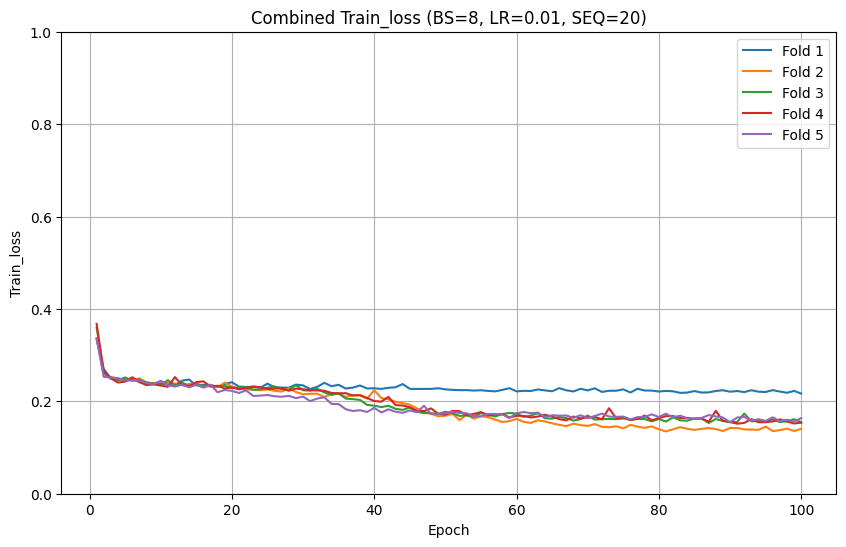 Combined Train_loss (BS=8, LR=0.01, SEQ=20)
Train_loss
1.0
0.8
0.6
0.4
0.2
0.0
0
20
40
60
80
100
Epoch
Fold 1
Fold 2
Fold 3
Fold 4
Fold 5